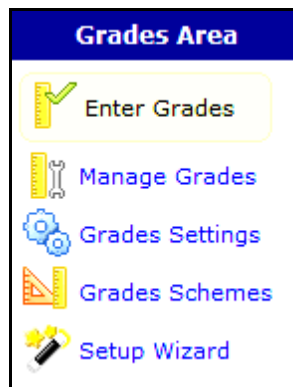 Grades Area
Enter Grades
Manage Grades
Grades Settings
Grades Schemes
Setup Wizard